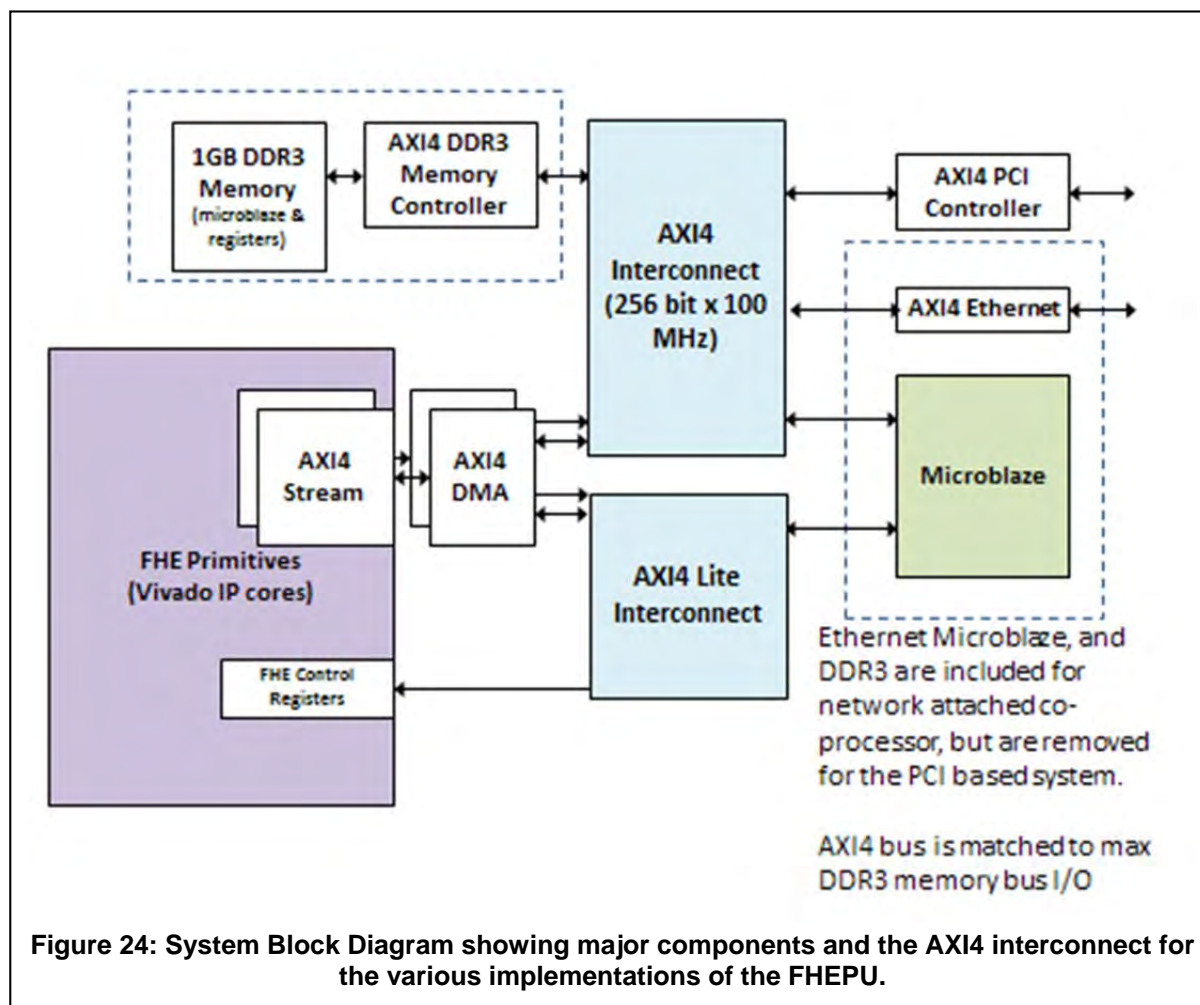 1GB DDR3
Memory
(microblaze &
registers)
AXI4 DDR3
Memory
Controller
AXI4
Interconnect
(256 bit x 100
MHz)
AXI4 PCI
Controller
AXI4 Ethernet
Microblaze
AXI4
Stream
AXI4
DMA
FHE Primitives
(Vivado IP cores)
FHE Control
Registers
AXI4 Lite
Interconnect
Ethernet Microblaze, and
DDR3 are included for
network attached co-
processor, but are removed
for the PCI based system.
AXI4 bus is matched to max
DDR3 memory bus I/O
Figure 24: System Block Diagram showing major components and the AXI4 interconnect for
the various implementations of the FHEPU.